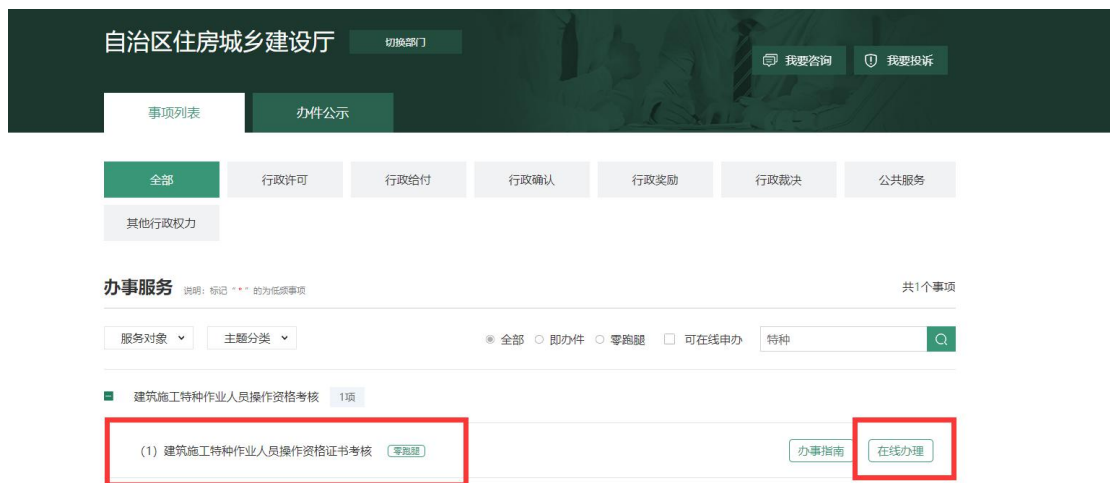 自治区住房城乡建设厅 切换部门
我要咨询 我要投诉
事项列表 办件公示
全部 行政许可 行政给付 行政确认 行政奖励 行政裁决 公共服务
其他行政权力
办事服务 说明：标记 "*" 的为低频事项 共1个事项
服务对象 主题分类 全部 即办件 零跑腿 可在线申办 特种
建筑施工特种作业人员操作资格考核 1项
(1) 建筑施工特种作业人员操作资格证书考核 零跑腿 办事指南 在线办理